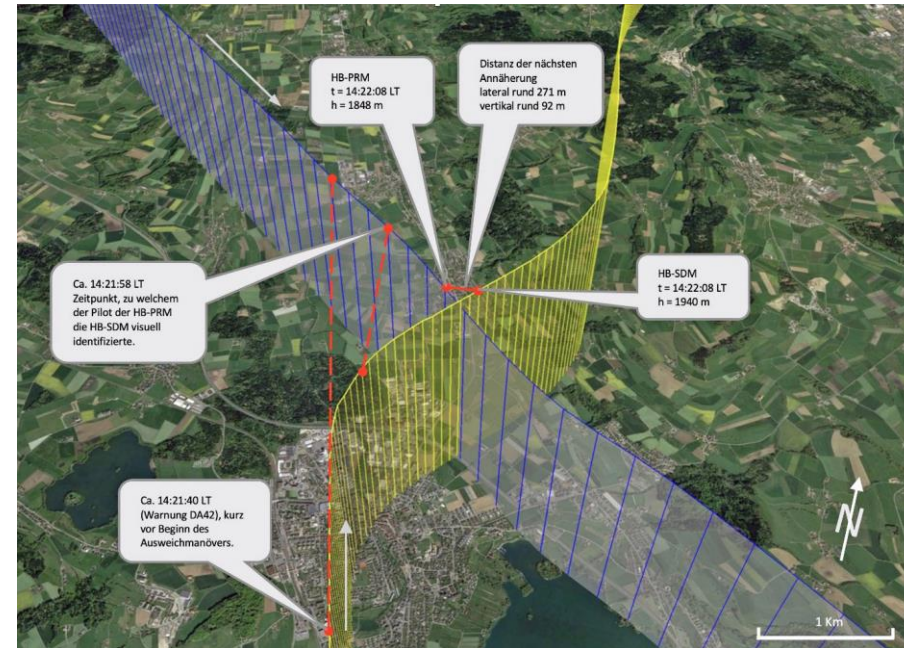 HB-PRM
t = 14:22:08 LT
h = 1848 m
Distanz der nächsten
Annäherung
lateral rund 271 m
vertikal rund 92 m
Ca. 14:21:58 LT
Zeitpunkt, zu welchem
der Pilot der HB-PRM
die HB-SDM visuell
identifizierte.
HB-SDM
t = 14:22:08 LT
h = 1940 m
Ca. 14:21:40 LT
(Warnung DA42), kurz
vor Beginn des
Ausweichmanövers.
N
1 Km